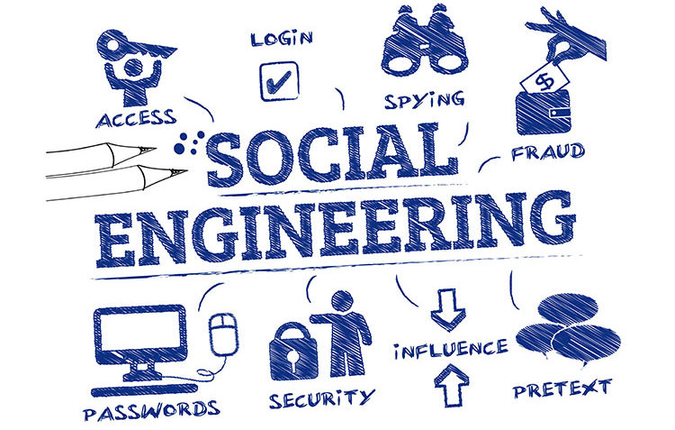 LOGiN
ACCESS
SPYiNG
FRAUD
$
SOCIAL
ENGINEERING
PASSWORDS
SECURiTY
iNFLUENCE
PRETEXT